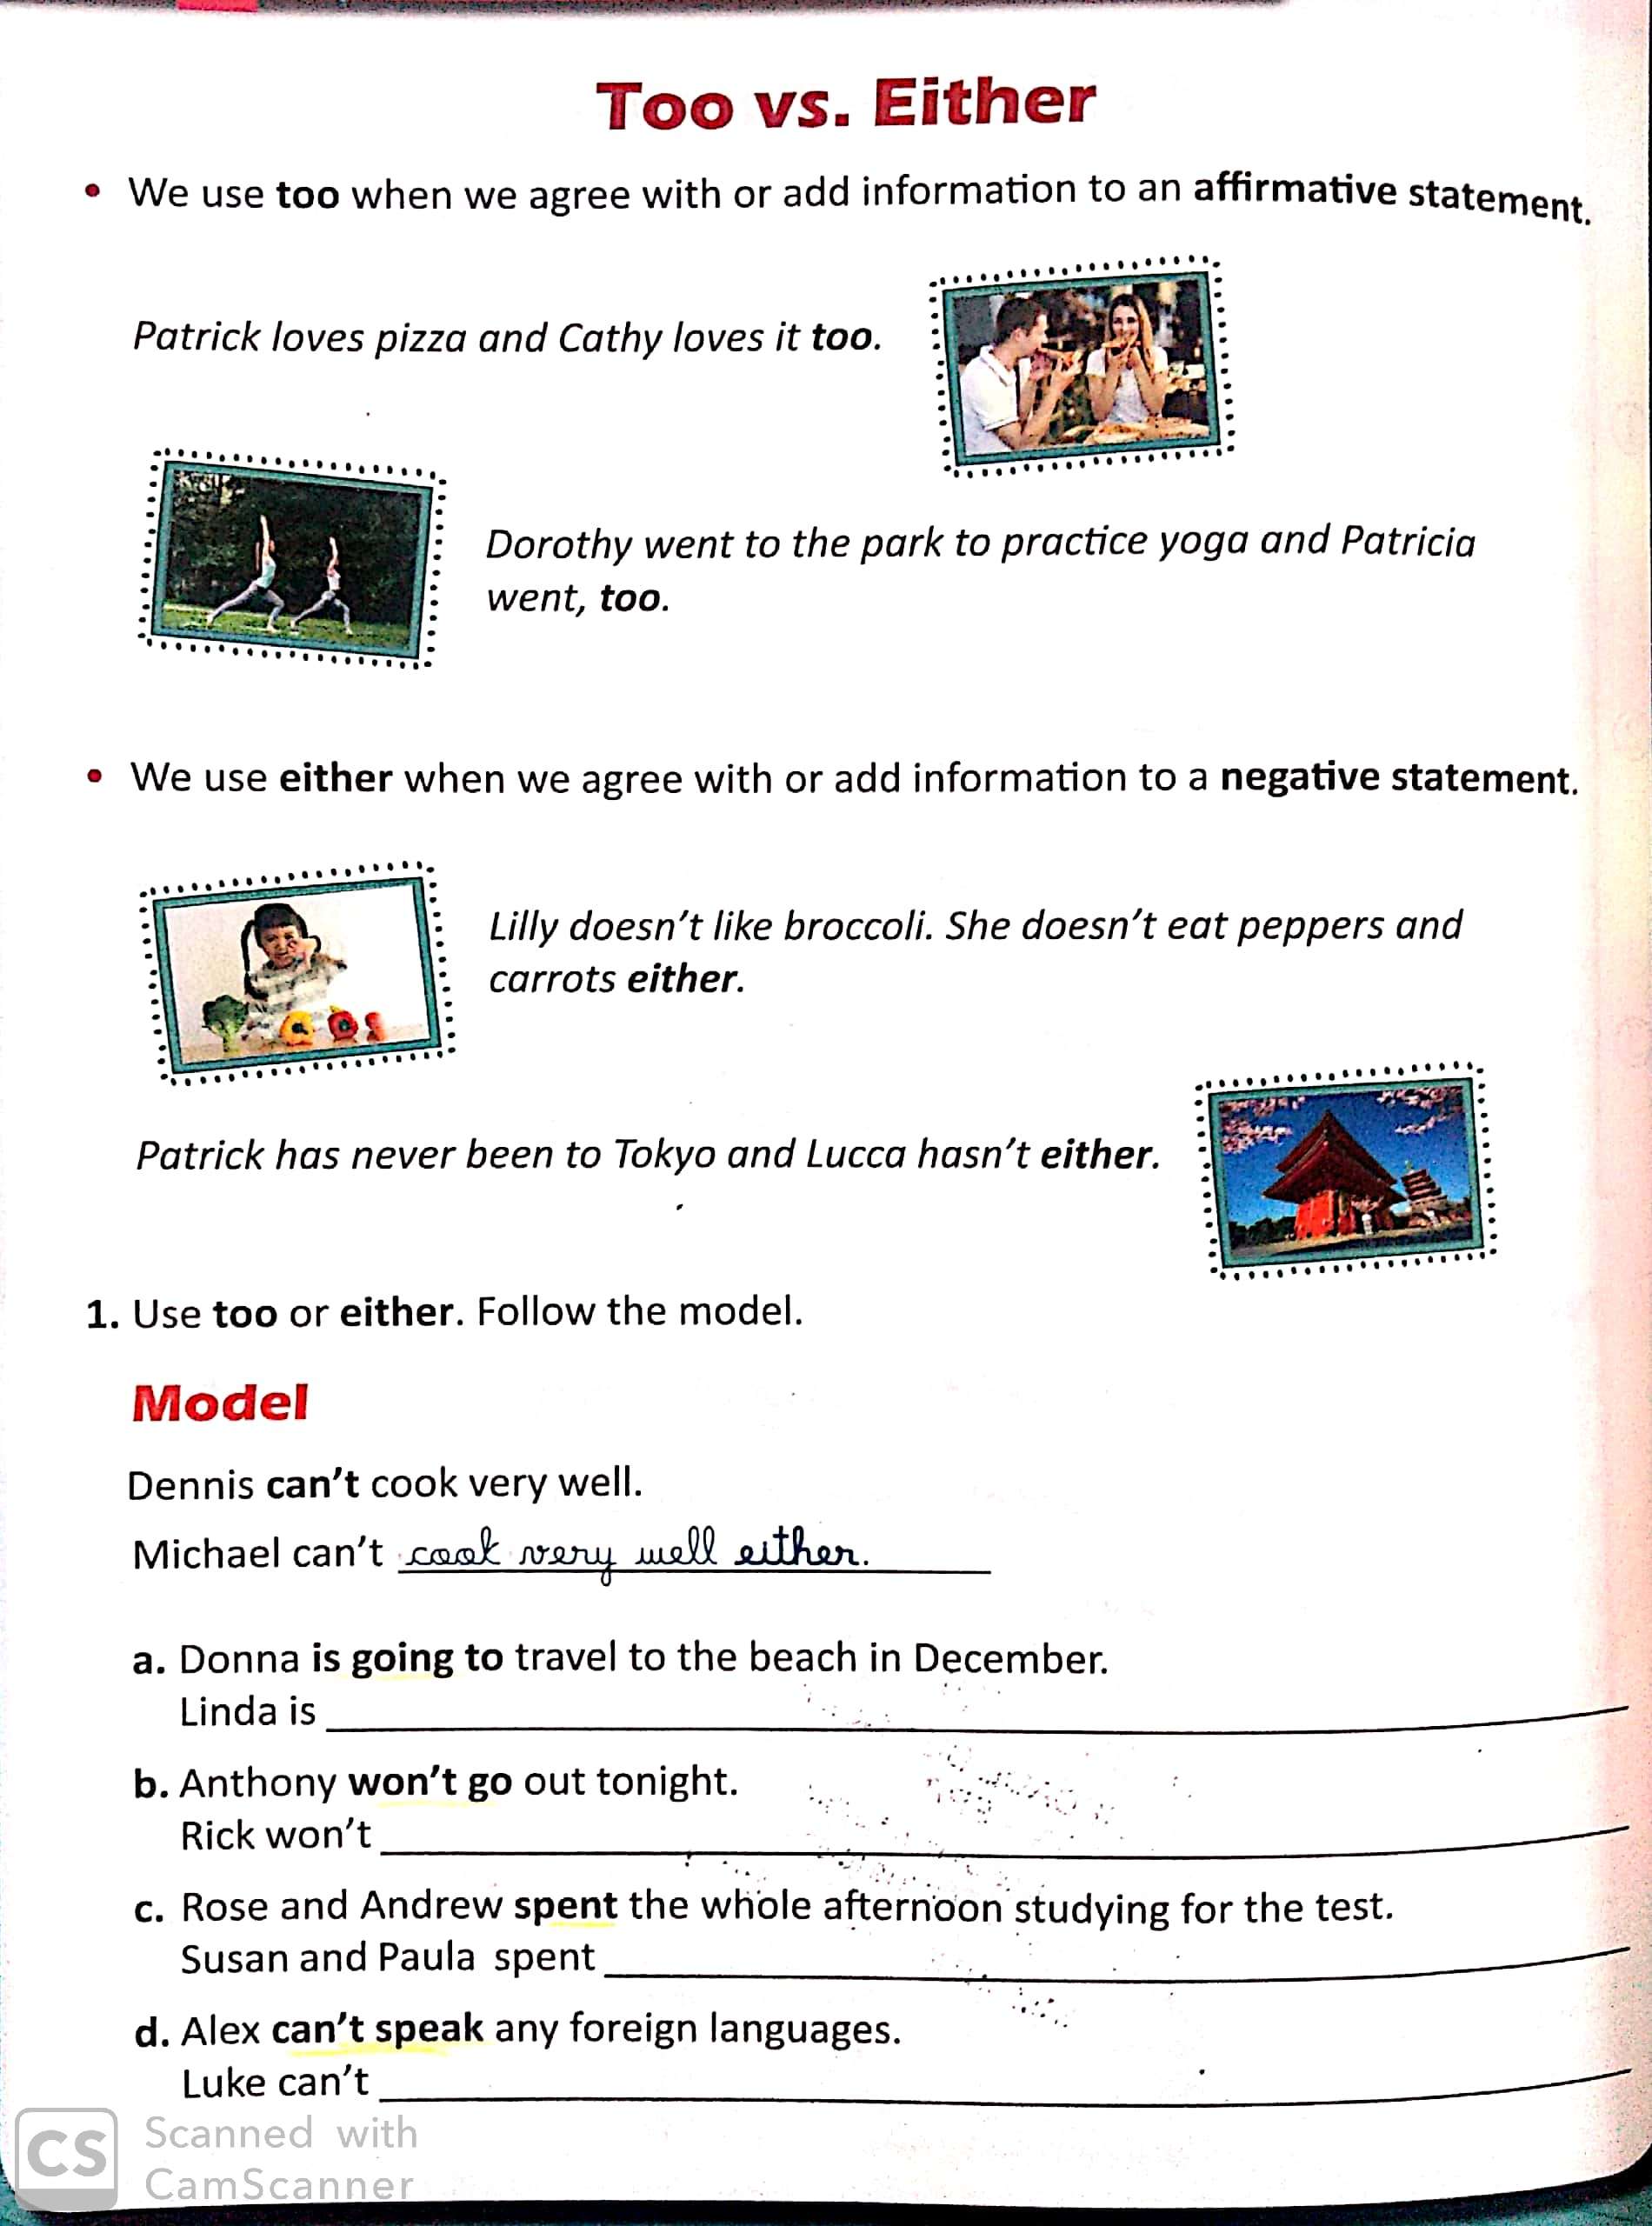 Too vs. Either
• We use too when we agree with or add information to an affirmative statement.
Patrick loves pizza and Cathy loves it too.
Dorothy went to the park to practice yoga and Patricia
went, too.
• We use either when we agree with or add information to a negative statement.
Lilly doesn't like broccoli. She doesn't eat peppers and
carrots either.
Patrick has never been to Tokyo and Lucca hasn't either.
1. Use too or either. Follow the model.
Model
Dennis can't cook very well.
Michael can't cook very well either.
a. Donna is going to travel to the beach in December.
Linda is
b. Anthony won't go out tonight.
Rick won't
c. Rose and Andrew spent the whole afternoon studying for the test.
Susan and Paula spent
d. Alex can't speak any foreign languages.
Luke can't
CS Scanned with
CamScanner